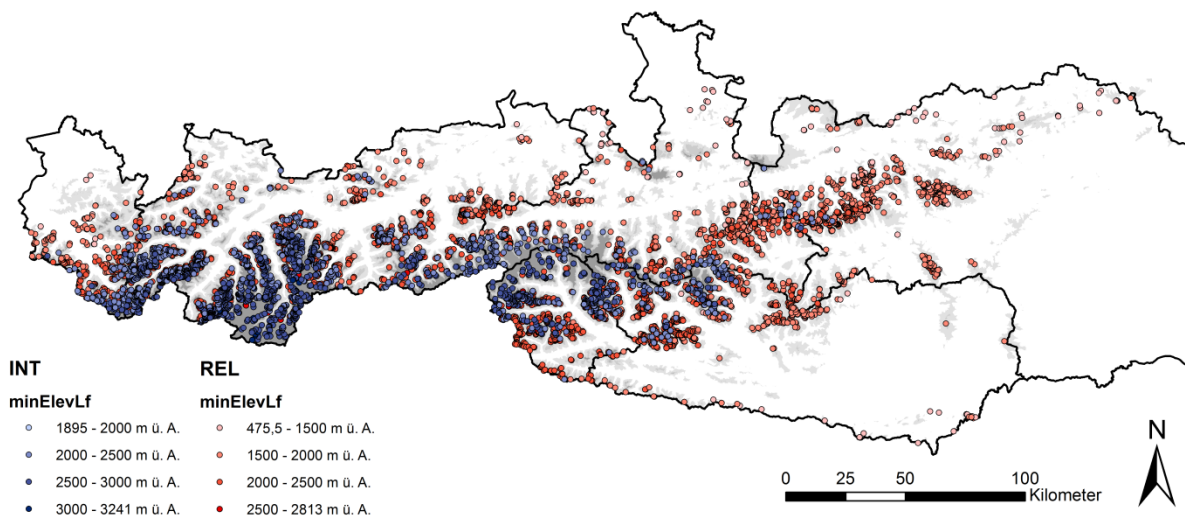 INT REL
minElevLf minElevLf
1895 - 2000 m ü. A. 475,5 - 1500 m ü. A.
2000 - 2500 m ü. A. 1500 - 2000 m ü. A.
2500 - 3000 m ü. A. 2000 - 2500 m ü. A.
3000 - 3241 m ü. A. 2500 - 2813 m ü. A.
N
0 25 50 100
Kilometer